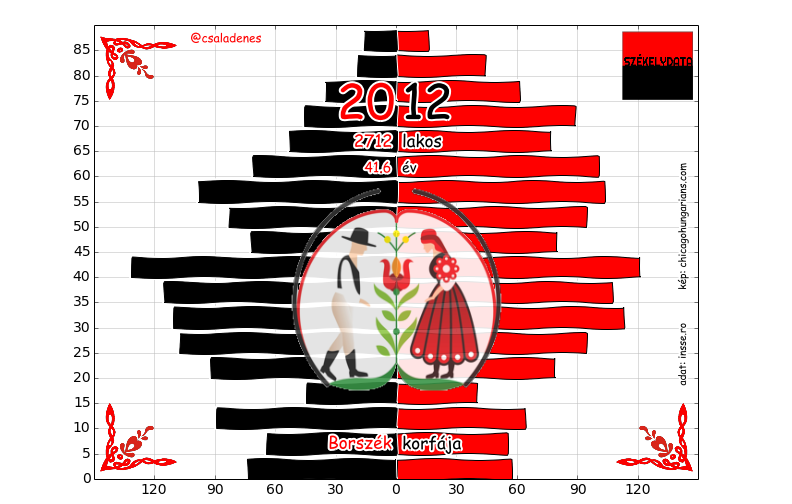 @csaladenes
SZÉKELYDATA
2012
2712 lakos
41.6 év
kép: chicagohungarians.com
adat: insse.ro
Borszék korfája
85
80
75
70
65
60
55
50
45
40
35
30
25
20
15
10
5
0
120 90 60 30 0 30 60 90 120